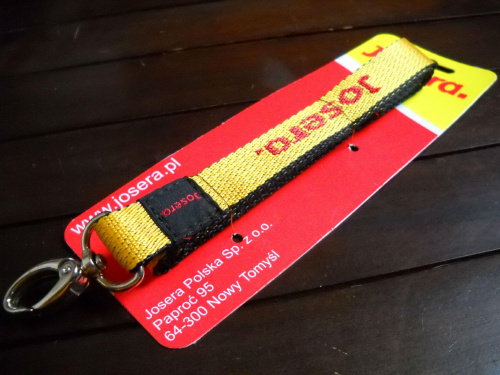 Josera.
Josera.
Josera.
www.josera.pl
Josera Polska Sp. z o.o.
Paproć 95
64-300 Nowy Tomyśl